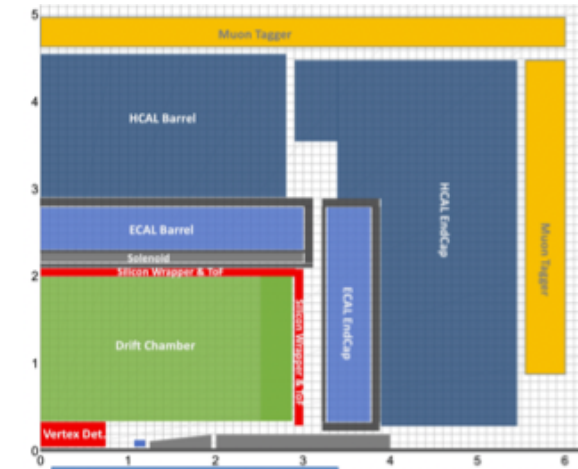 5
Muon Tagger
4
HCAL Barrel
3
HCAL EndCap
ECAL Barrel
Muon Tagger
Solenoid
2
Silicon Wrapper & ToF
ECAL EndCap
Silicon Wrapper & ToF
Drift Chamber
1
Vertex Det.
0
0 1 2 3 4 5 6